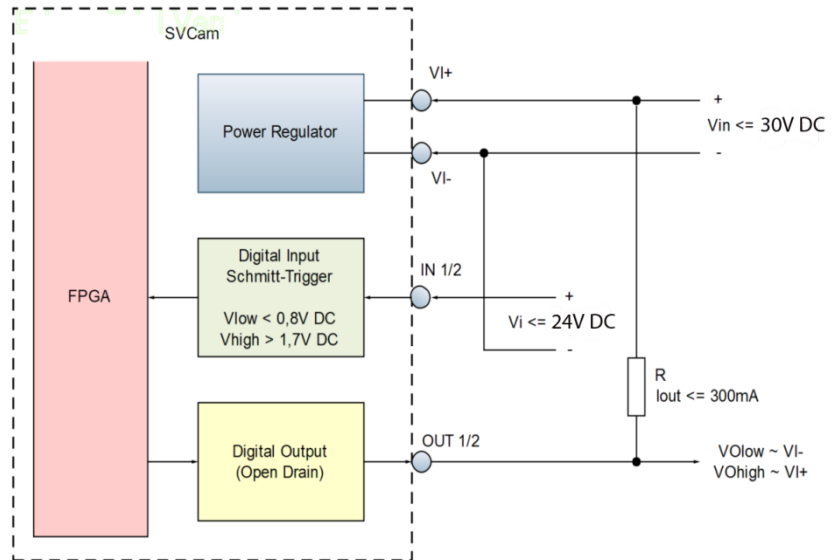 SVCam
VI+
Power Regulator
+
Vin <= 30V DC
-
VI-
Digital Input
Schmitt-Trigger
Vlow < 0,8V DC
Vhigh > 1,7V DC
IN 1/2
+
Vi <= 24V DC
-
FPGA
R
Iout <= 300mA
Digital Output
(Open Drain)
OUT 1/2
VOlow ~ VI-
VOhigh ~ VI+